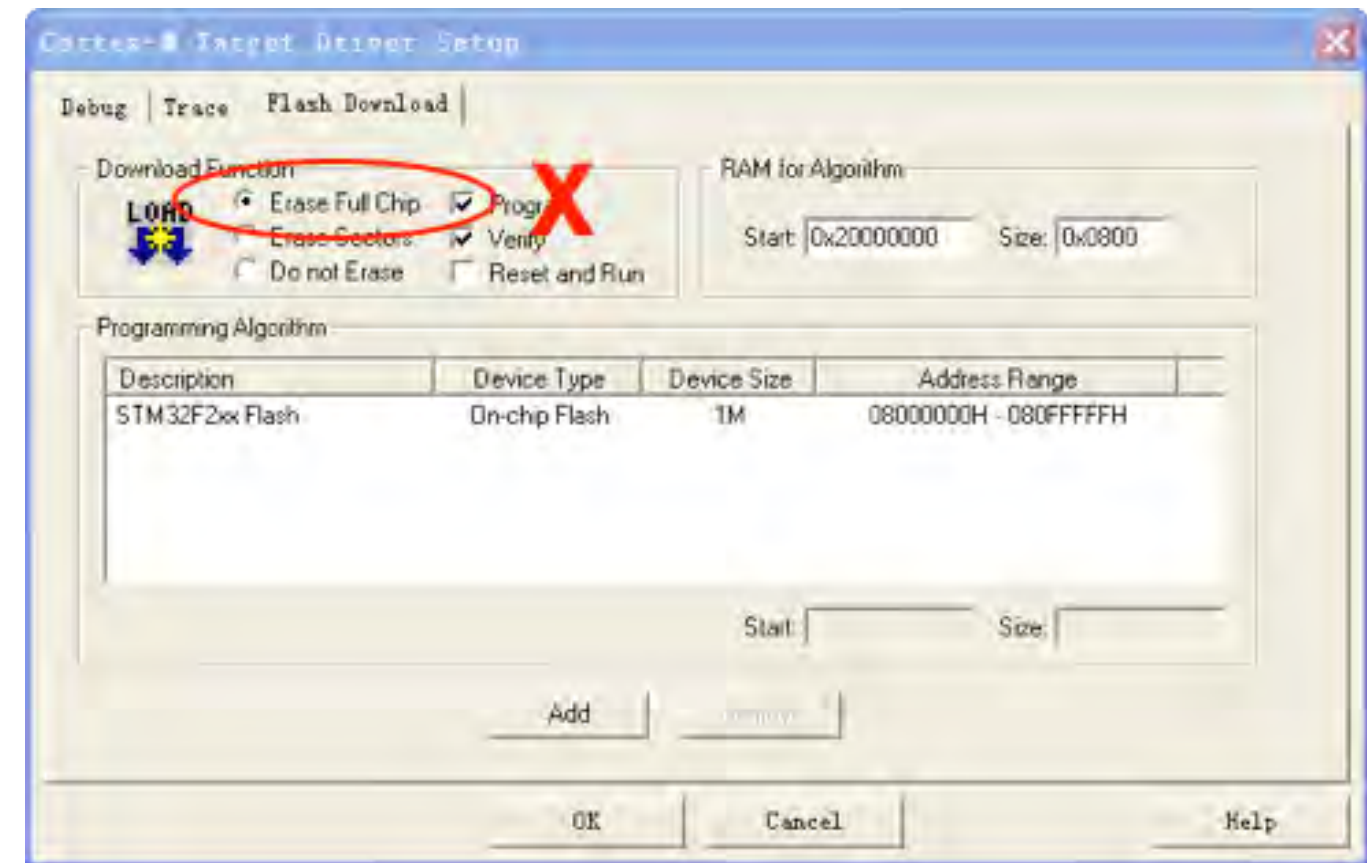 Cortex-M Target Driver Setup
Debug | Trace Flash Download |
Download Function
LOAD
Erase Full Chip
Program
Erase Sectors
Verify
Do not Erase
Reset and Run
X
RAM for Algorithm
Start: 0x20000000 Size: 0x0800
Programming Algorithm
Description Device Type Device Size Address Range
STM32F2xx Flash On-chip Flash 1M 08000000H - 080FFFFFH
Start: Size:
Add
OK Cancel Help